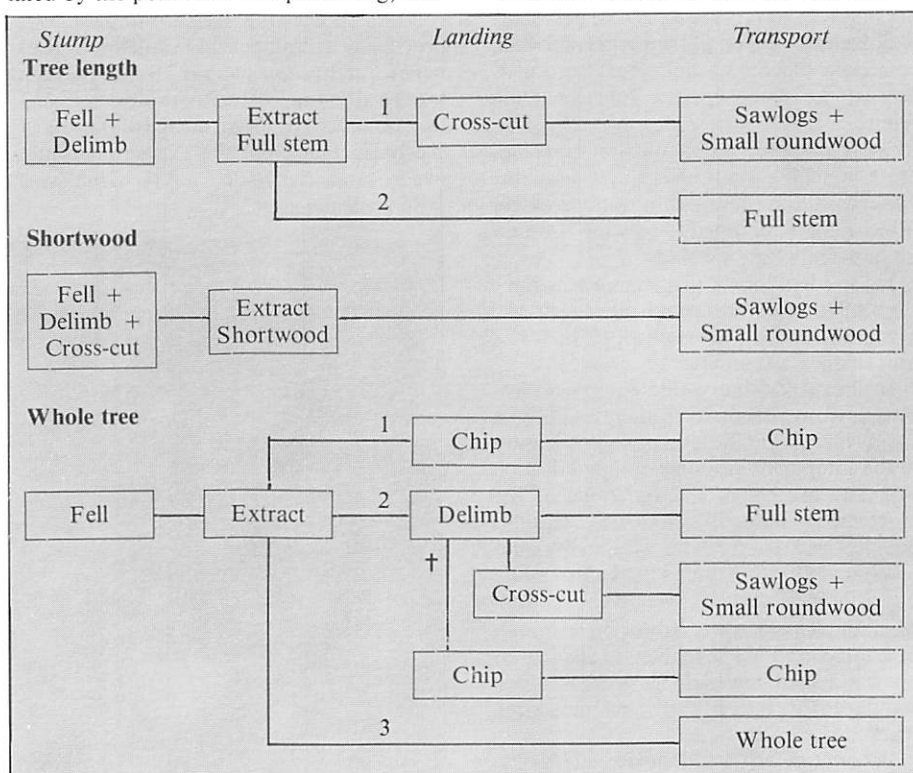 Stump Landing Transport
Tree length
Fell +
Delimb
Extract
Full stem
1
Cross-cut
Sawlogs +
Small roundwood
2
Full stem
Shortwood
Fell +
Delimb +
Cross-cut
Extract
Shortwood
Sawlogs +
Small roundwood
Whole tree
1
Chip
Chip
Fell
Extract
2
Delimb
Full stem
†
Cross-cut
Sawlogs +
Small roundwood
Chip
Chip
3
Whole tree